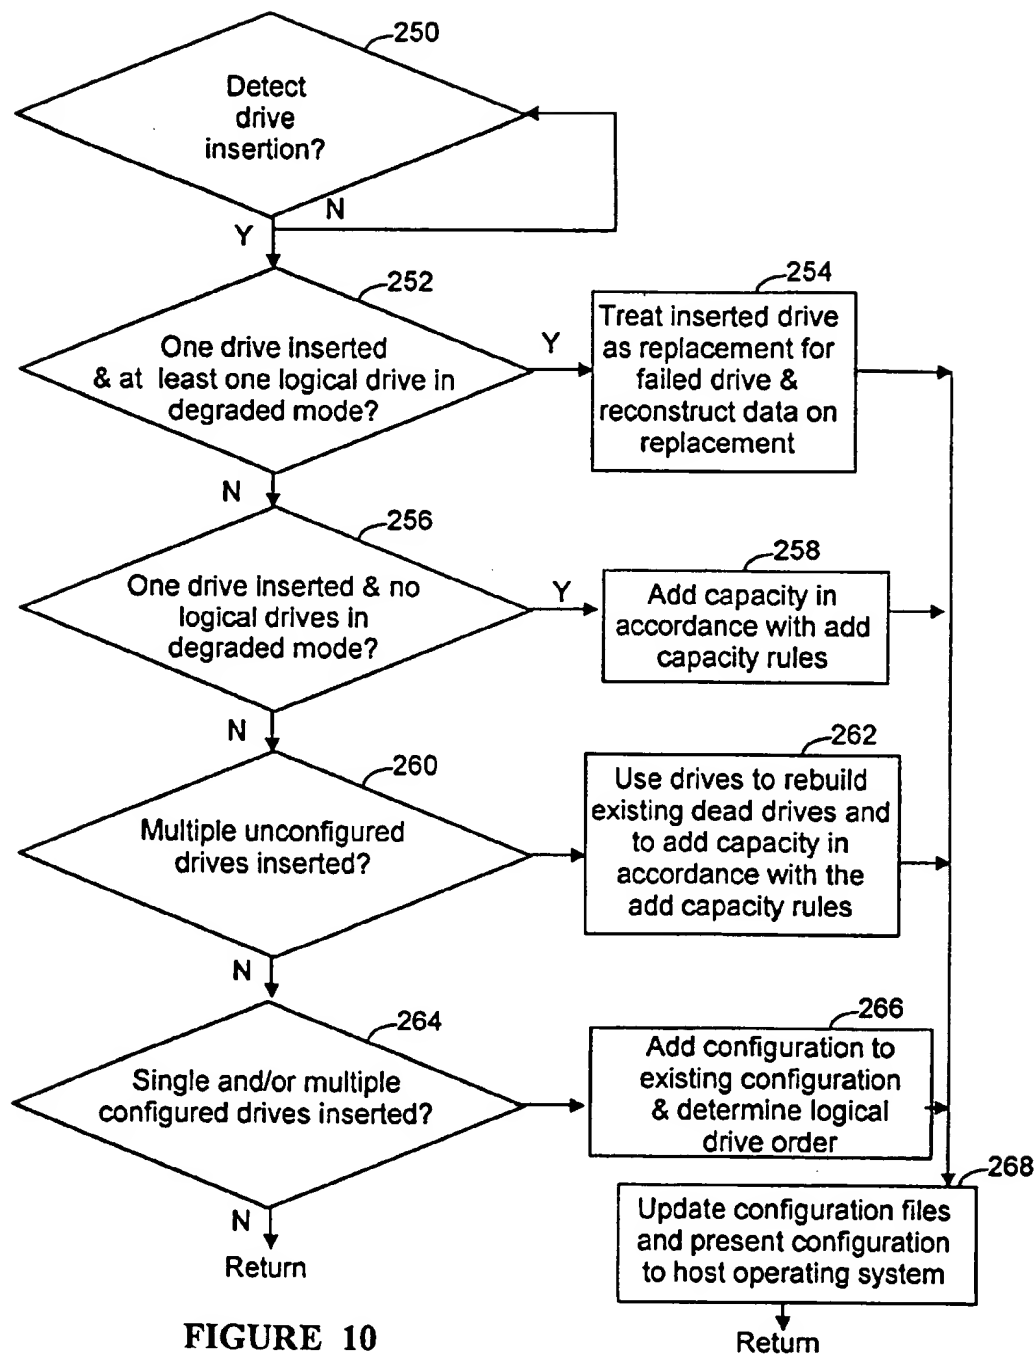 250
Detect
drive
insertion?
N
Y
252
One drive inserted
& at least one logical drive in
degraded mode?
Y
254
Treat inserted drive
as replacement for
failed drive &
reconstruct data on
replacement
N
256
One drive inserted & no
logical drives in
degraded mode?
Y
258
Add capacity in
accordance with add
capacity rules
N
260
Multiple unconfigured
drives inserted?
262
Use drives to rebuild
existing dead drives and
to add capacity in
accordance with the
add capacity rules
N
264
Single and/or multiple
configured drives inserted?
266
Add configuration to
existing configuration
& determine logical
drive order
N
Return
268
Update configuration files
and present configuration
to host operating system
Return
FIGURE 10